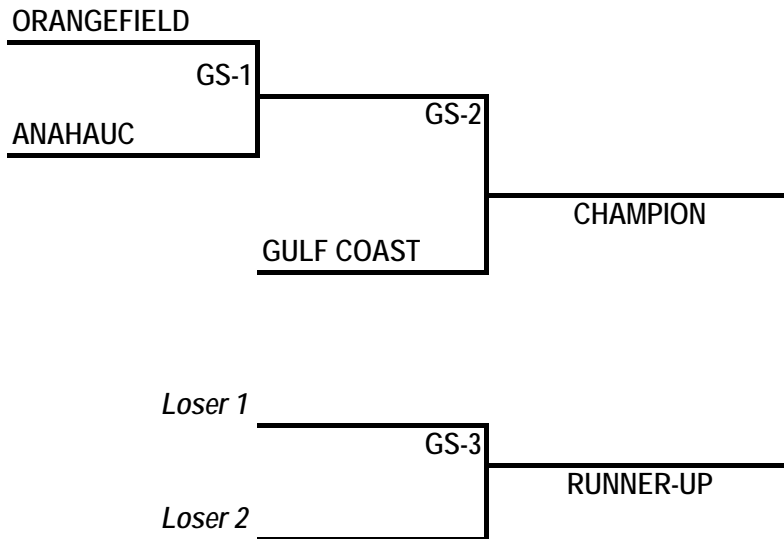 ORANGEFIELD
GS-1
GS-2
ANAHAUC
CHAMPION
GULF COAST
Loser 1
GS-3
RUNNER-UP
Loser 2